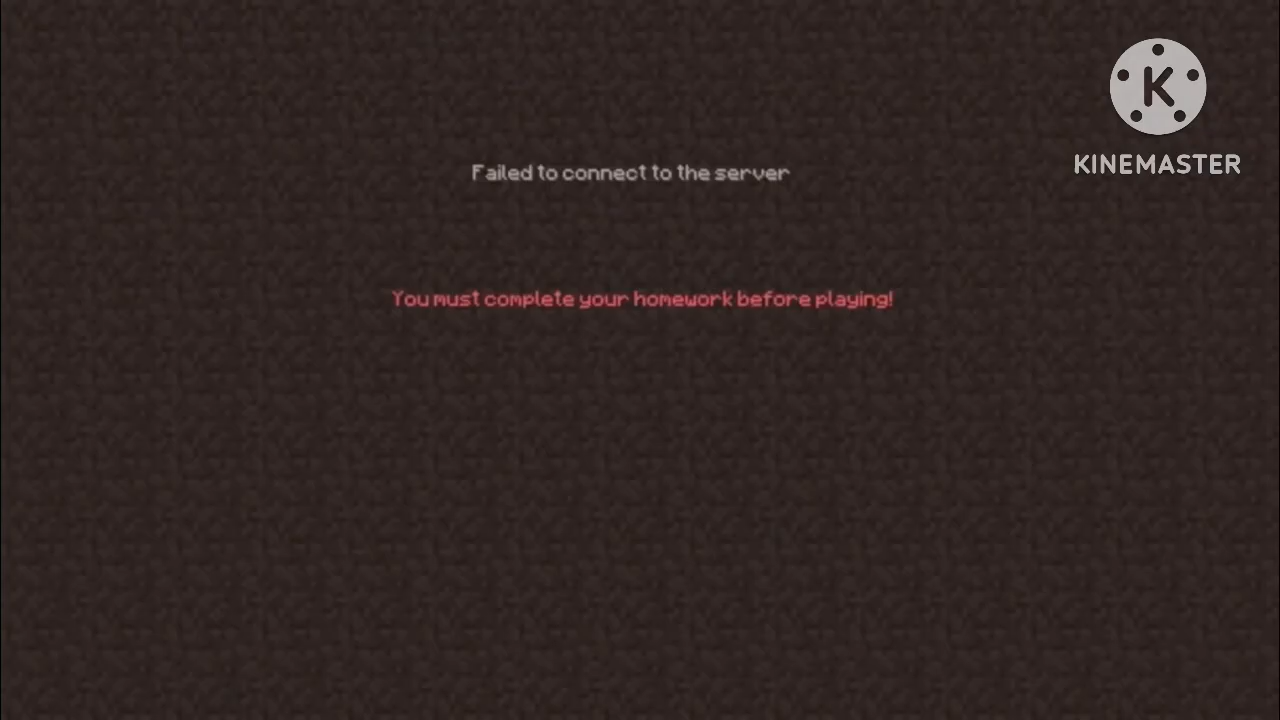 Failed to connect to the server
KINEMASTER
You must complete your homework before playing!